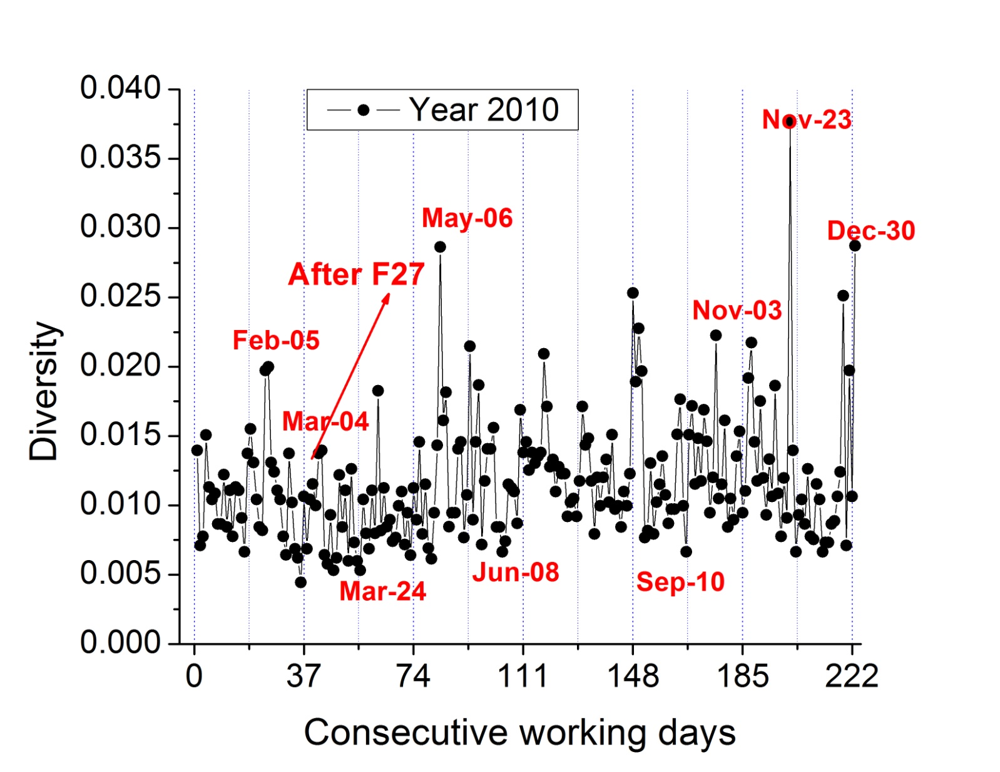 0.040
0.035
0.030
0.025
0.020
0.015
0.010
0.005
0.000
Diversity
Year 2010
Nov-23
May-06
Dec-30
After F27
Nov-03
Feb-05
Mar-04
Jun-08
Sep-10
Mar-24
0 37 74 111 148 185 222
Consecutive working days